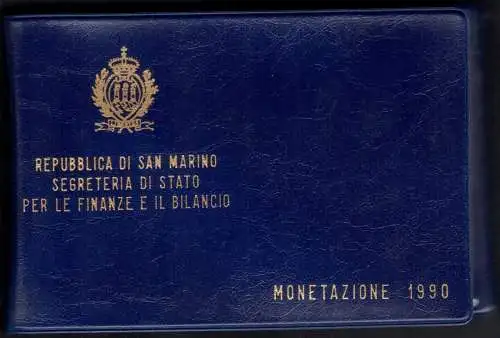 REPUBBLICA DI SAN MARINO
SEGRETERIA DI STATO
PER LE FINANZE E IL BILANCIO
MONETAZIONE 1990